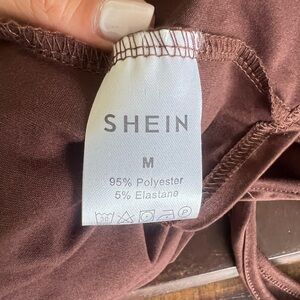 SHEIN
M
95% Polyester
5% Elastane